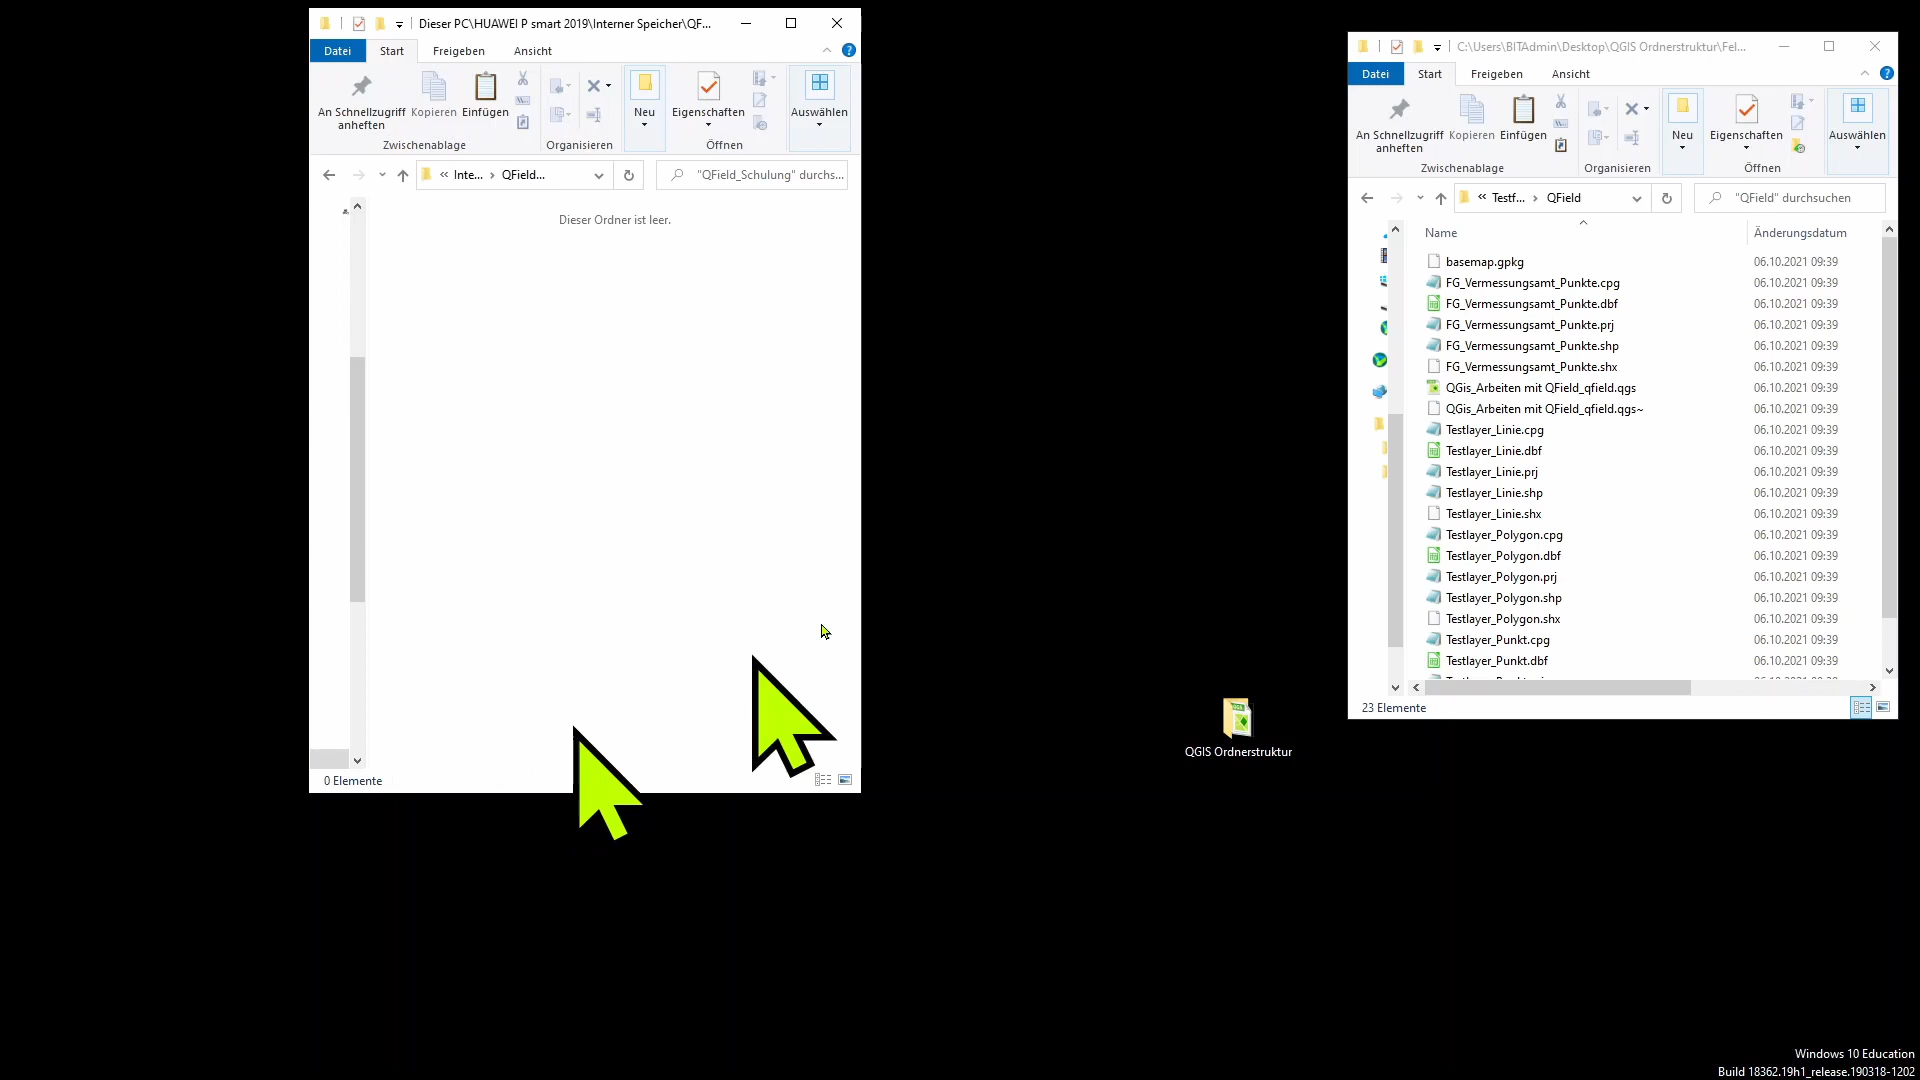 Dieser PC\HUAWEI P smart 2019\Interner Speicher\QF...
Datei Start Freigeben Ansicht
An Schnellzugriff anheften Kopieren Einfügen Neu Eigenschaften Auswählen
Zwischenablage Organisieren Öffnen
« Inte... › QField... "QField_Schulung" durchs...
Dieser Ordner ist leer.
0 Elemente
QGIS Ordnerstruktur
C:\Users\BITAdmin\Desktop\QGIS Ordnerstruktur\Fel...
Datei Start Freigeben Ansicht
An Schnellzugriff anheften Kopieren Einfügen Neu Eigenschaften Auswählen
Zwischenablage Organisieren Öffnen
« Testf... › QField "QField" durchsuchen
Name Änderungsdatum
basemap.gpkg 06.10.2021 09:39
FG_Vermessungsamt_Punkte.cpg 06.10.2021 09:39
FG_Vermessungsamt_Punkte.dbf 06.10.2021 09:39
FG_Vermessungsamt_Punkte.prj 06.10.2021 09:39
FG_Vermessungsamt_Punkte.shp 06.10.2021 09:39
FG_Vermessungsamt_Punkte.shx 06.10.2021 09:39
QGis_Arbeiten mit QField_qfield.qgs 06.10.2021 09:39
QGis_Arbeiten mit QField_qfield.qgs~ 06.10.2021 09:39
Testlayer_Linie.cpg 06.10.2021 09:39
Testlayer_Linie.dbf 06.10.2021 09:39
Testlayer_Linie.prj 06.10.2021 09:39
Testlayer_Linie.shp 06.10.2021 09:39
Testlayer_Linie.shx 06.10.2021 09:39
Testlayer_Polygon.cpg 06.10.2021 09:39
Testlayer_Polygon.dbf 06.10.2021 09:39
Testlayer_Polygon.prj 06.10.2021 09:39
Testlayer_Polygon.shp 06.10.2021 09:39
Testlayer_Polygon.shx 06.10.2021 09:39
Testlayer_Punkt.cpg 06.10.2021 09:39
Testlayer_Punkt.dbf 06.10.2021 09:39
23 Elemente
Windows 10 Education
Build 18362.19h1_release.190318-1202